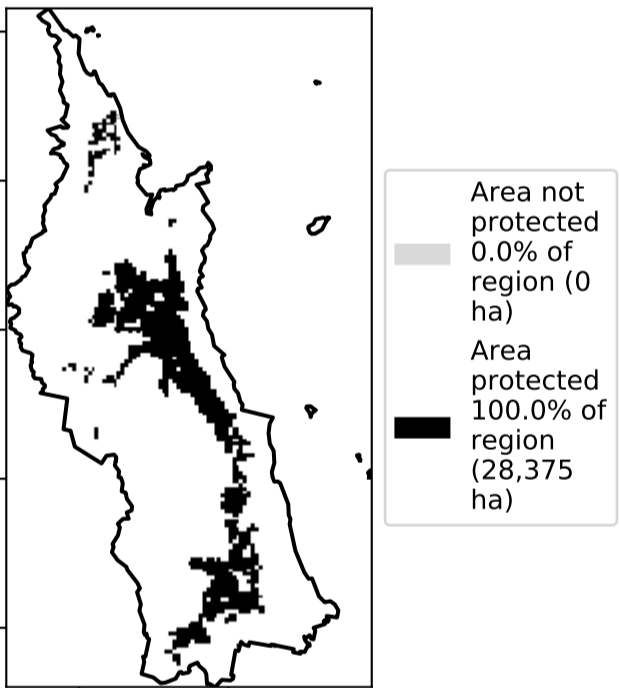 Area not
protected
0.0% of
region (0
ha)
Area
protected
100.0% of
region
(28,375
ha)